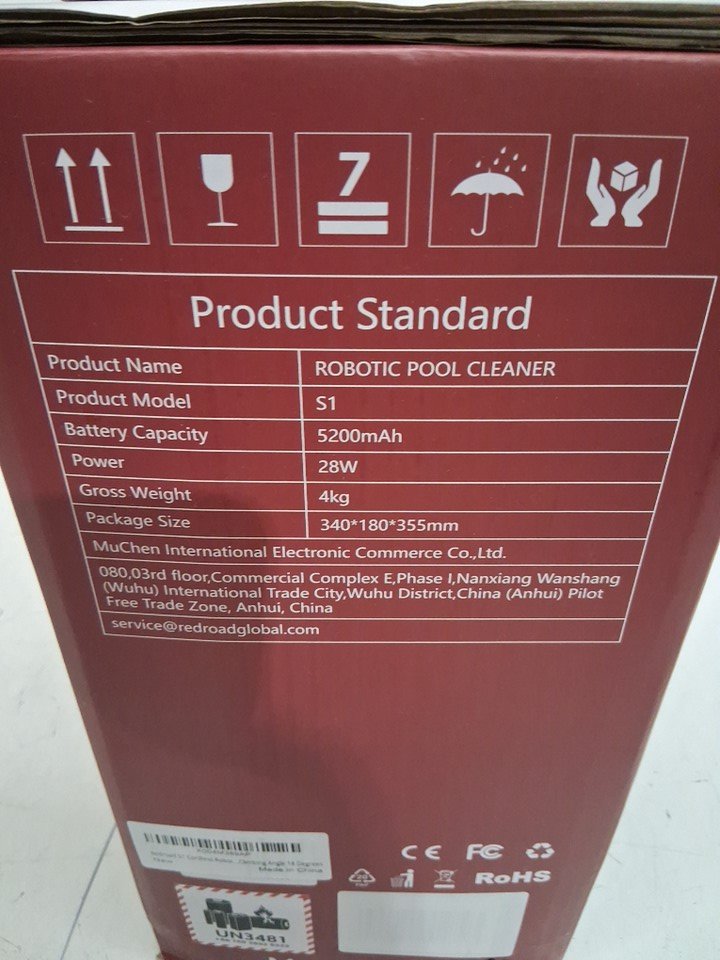 7
Product Standard
Product Name ROBOTIC POOL CLEANER
Product Model S1
Battery Capacity 5200mAh
Power 28W
Gross Weight 4kg
Package Size 340*180*355mm
MuChen International Electronic Commerce Co.,Ltd.
080,03rd floor,Commercial Complex E,Phase I,Nanxiang Wanshang
(Wuhu) International Trade City,Wuhu District,China (Anhui) Pilot
Free Trade Zone, Anhui, China
service@redroadglobal.com
Made in China
CE FC
RoHS
UN3481